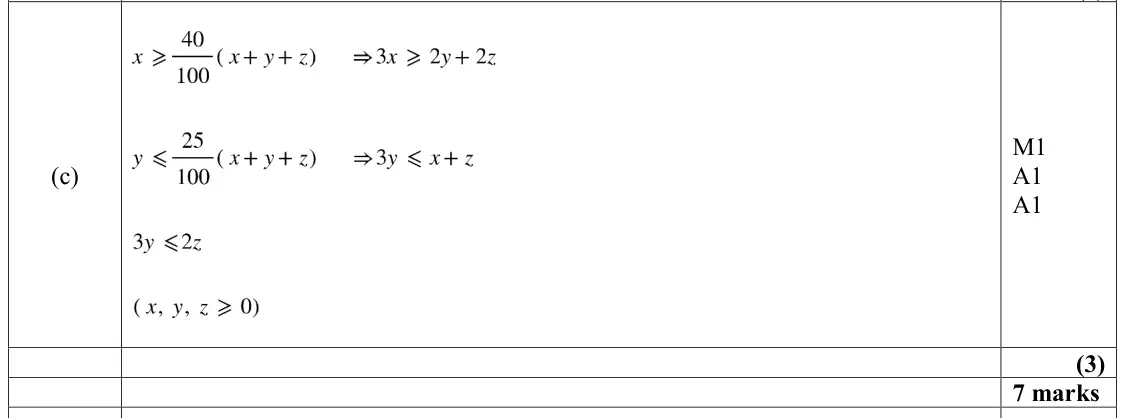 x ⩾ 40/100 ( x + y + z ) ⇒ 3x ⩾ 2y + 2z
(c)
y ⩽ 25/100 ( x + y + z ) ⇒ 3y ⩽ x + z
3y ⩽ 2z
( x, y, z ⩾ 0)
M1
A1
A1
(3)
7 marks